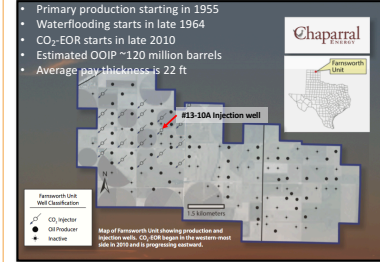 • Primary production starting in 1955
• Waterflooding starts in late 1964
• CO₂-EOR starts in late 2010
• Estimated OOIP ~120 million barrels
• Average pay thickness is 22 ft
Chaparral
ENERGY
Farnsworth
Unit
#13-10A Injection well
Farnsworth Unit
Well Classification
CO₂ Injector
Oil Producer
Inactive
N
1.5 kilometers
Map of Farnsworth Unit showing production and
injection wells. CO₂-EOR began in the western-most
side in 2010 and is progressing eastward.